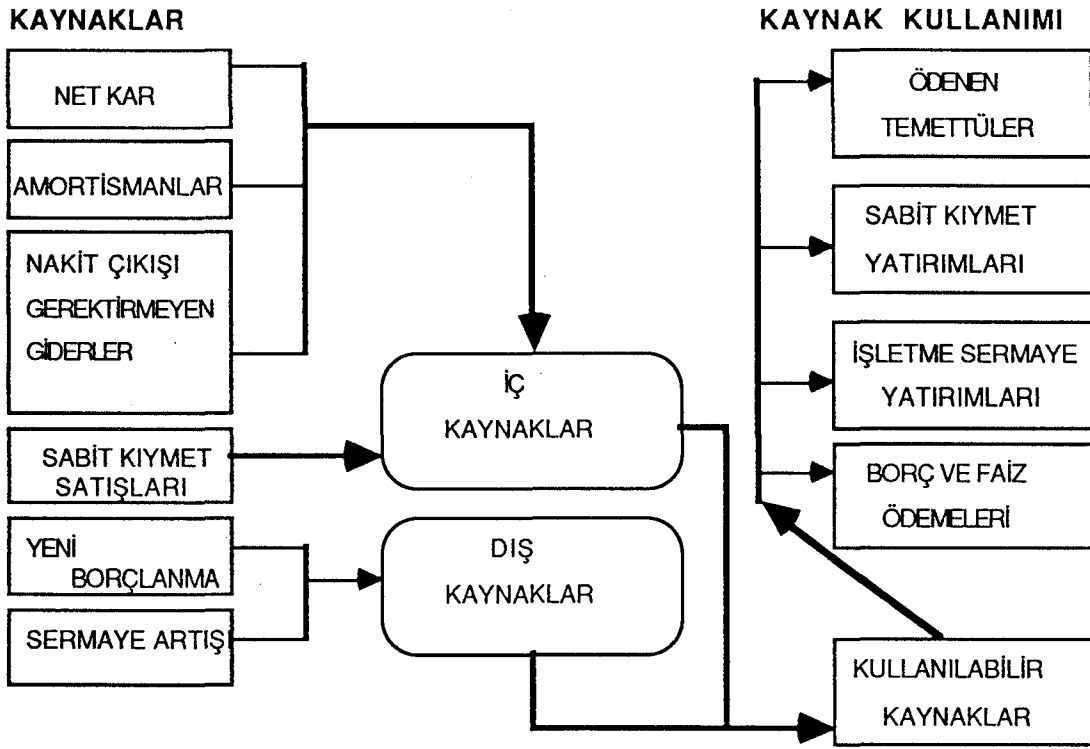 KAYNAKLAR
NET KAR
AMORTİSMANLAR
NAKİT ÇIKIŞI
GEREKTİRMEYEN
GİDERLER
SABİT KIYMET
SATIŞLARI
YENİ
BORÇLANMA
SERMAYE ARTIŞI
İÇ
KAYNAKLAR
DIŞ
KAYNAKLAR
KAYNAK KULLANIMI
ÖDENEN
TEMETTÜLER
SABİT KIYMET
YATIRIMLARI
İŞLETME SERMAYE
YATIRIMLARI
BORÇ VE FAİZ
ÖDEMELERİ
KULLANILABİLİR
KAYNAKLAR